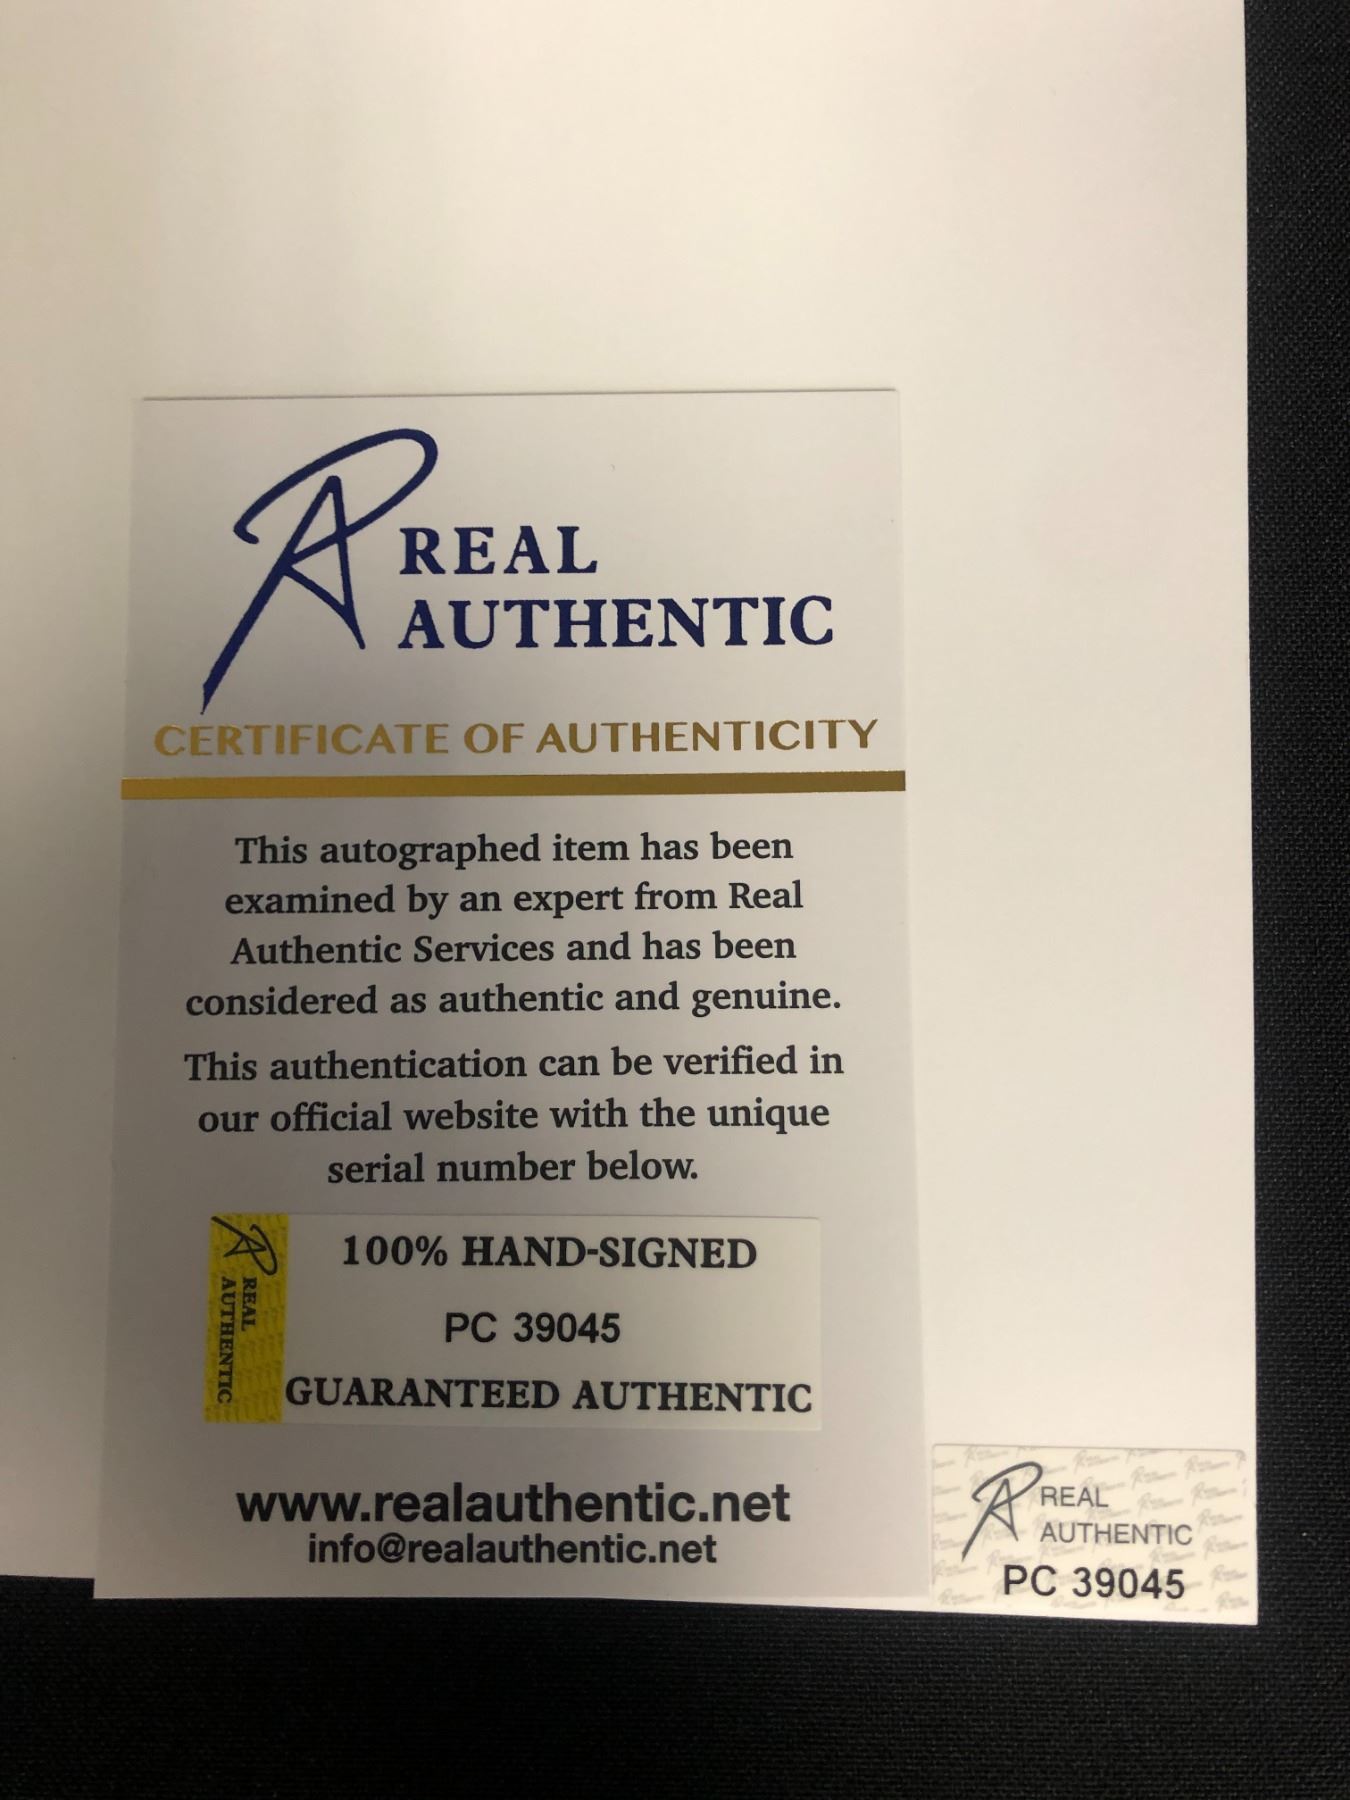 REAL
AUTHENTIC
CERTIFICATE OF AUTHENTICITY
This autographed item has been
examined by an expert from Real
Authentic Services and has been
considered as authentic and genuine.
This authentication can be verified in
our official website with the unique
serial number below.
REAL
AUTHENTIC
100% HAND-SIGNED
PC 39045
GUARANTEED AUTHENTIC
www.realauthentic.net
info@realauthentic.net
REAL
AUTHENTIC
PC 39045